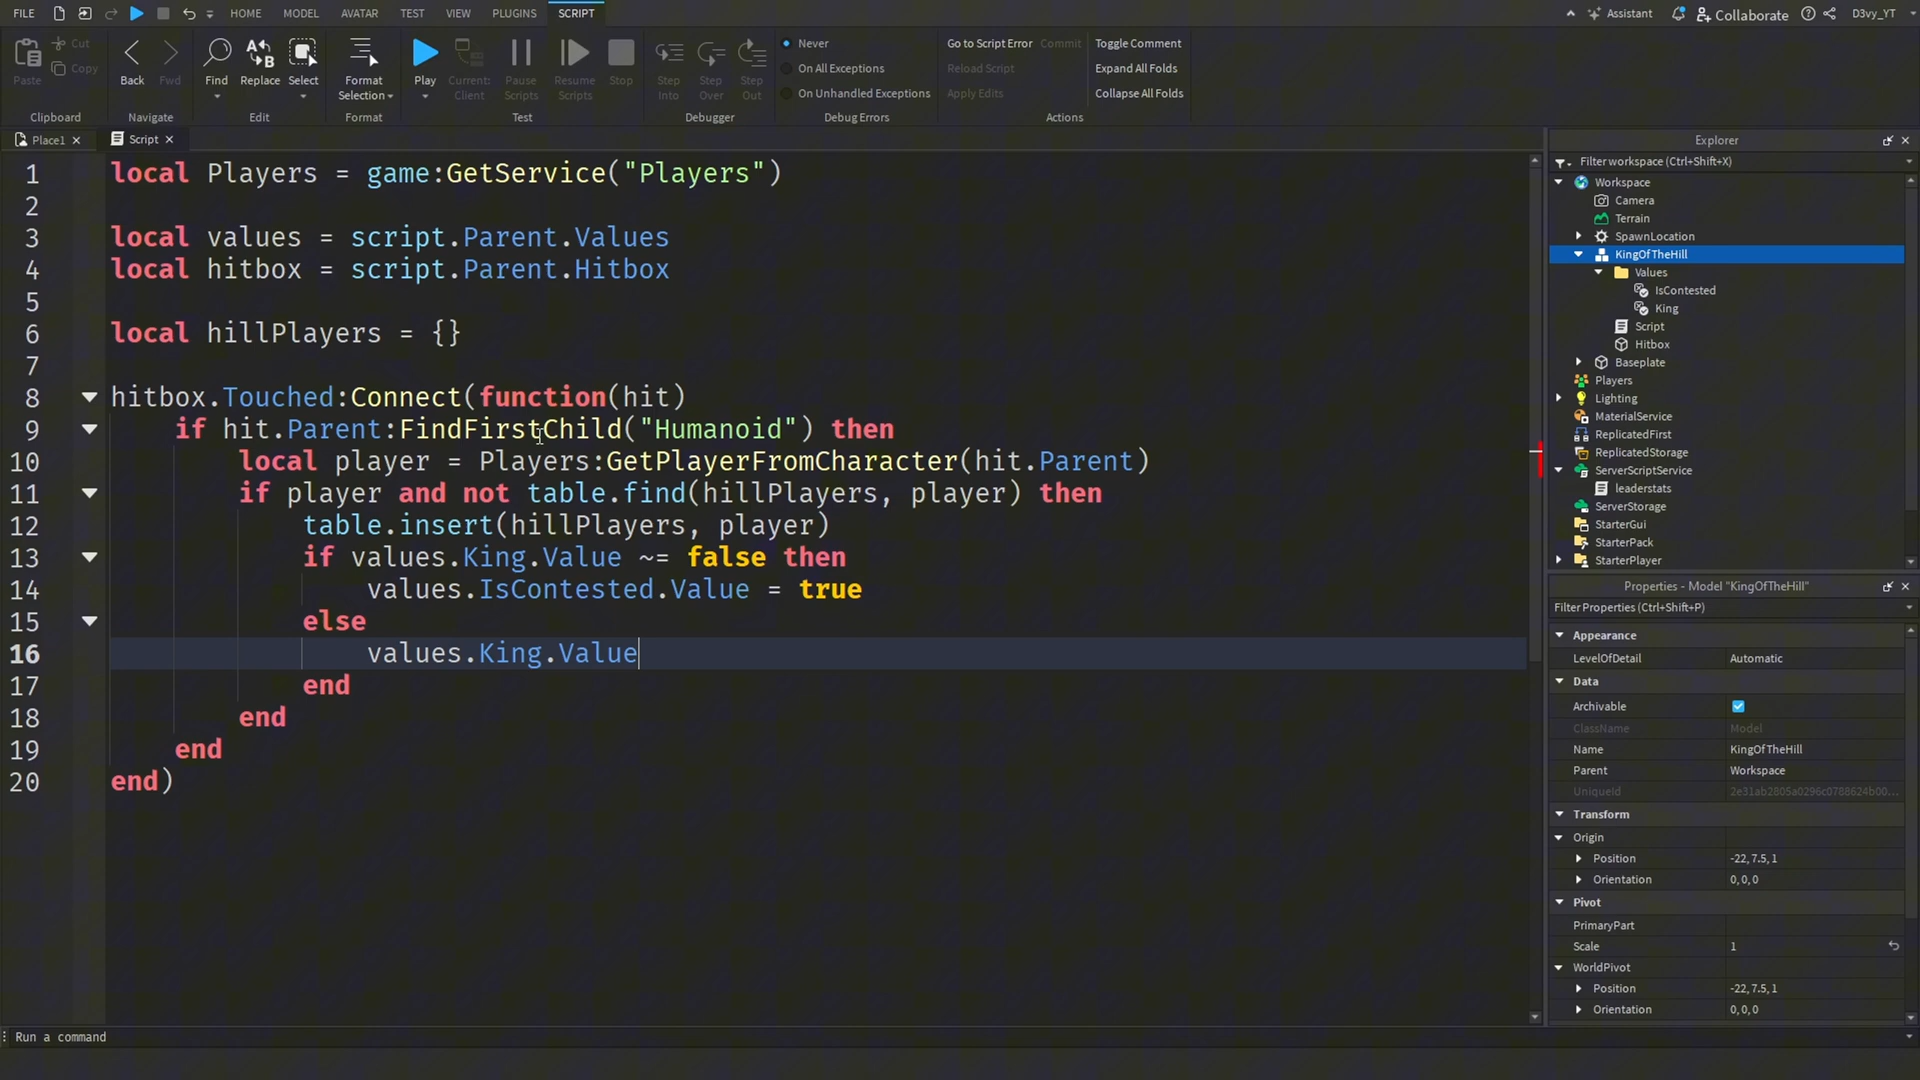 FILE HOME MODEL AVATAR TEST VIEW PLUGINS SCRIPT Assistant Collaborate D3vy_YT
Paste Cut Copy Back Fwd Find Replace Select Format Selection Play Current: Client Pause Scripts Resume Scripts Stop Step Into Step Over Step Out
Never
On All Exceptions
On Unhandled Exceptions
Go to Script Error Commit
Reload Script
Apply Edits
Toggle Comment
Expand All Folds
Collapse All Folds
Clipboard Navigate Edit Format Test Debugger Debug Errors Actions
Place1 Script
1 local Players = game:GetService("Players")
2
3 local values = script.Parent.Values
4 local hitbox = script.Parent.Hitbox
5
6 local hillPlayers = {}
7
8 hitbox.Touched:Connect(function(hit)
9 if hit.Parent:FindFirstChild("Humanoid") then
10 local player = Players:GetPlayerFromCharacter(hit.Parent)
11 if player and not table.find(hillPlayers, player) then
12 table.insert(hillPlayers, player)
13 if values.King.Value ~= false then
14 values.IsContested.Value = true
15 else
16 values.King.Value
17 end
18 end
19 end
20 end)
Run a command
Explorer
Filter workspace (Ctrl+Shift+X)
Workspace
Camera
Terrain
SpawnLocation
KingOfTheHill
Values
IsContested
King
Script
Hitbox
Baseplate
Players
Lighting
MaterialService
ReplicatedFirst
ReplicatedStorage
ServerScriptService
leaderstats
ServerStorage
StarterGui
StarterPack
StarterPlayer
Properties - Model "KingOfTheHill"
Filter Properties (Ctrl+Shift+P)
Appearance
LevelOfDetail Automatic
Data
Archivable
ClassName Model
Name KingOfTheHill
Parent Workspace
UniqueId 2e31ab2805a0296c0788624b00...
Transform
Origin
Position -22, 7.5, 1
Orientation 0, 0, 0
Pivot
PrimaryPart
Scale 1
WorldPivot
Position -22, 7.5, 1
Orientation 0, 0, 0